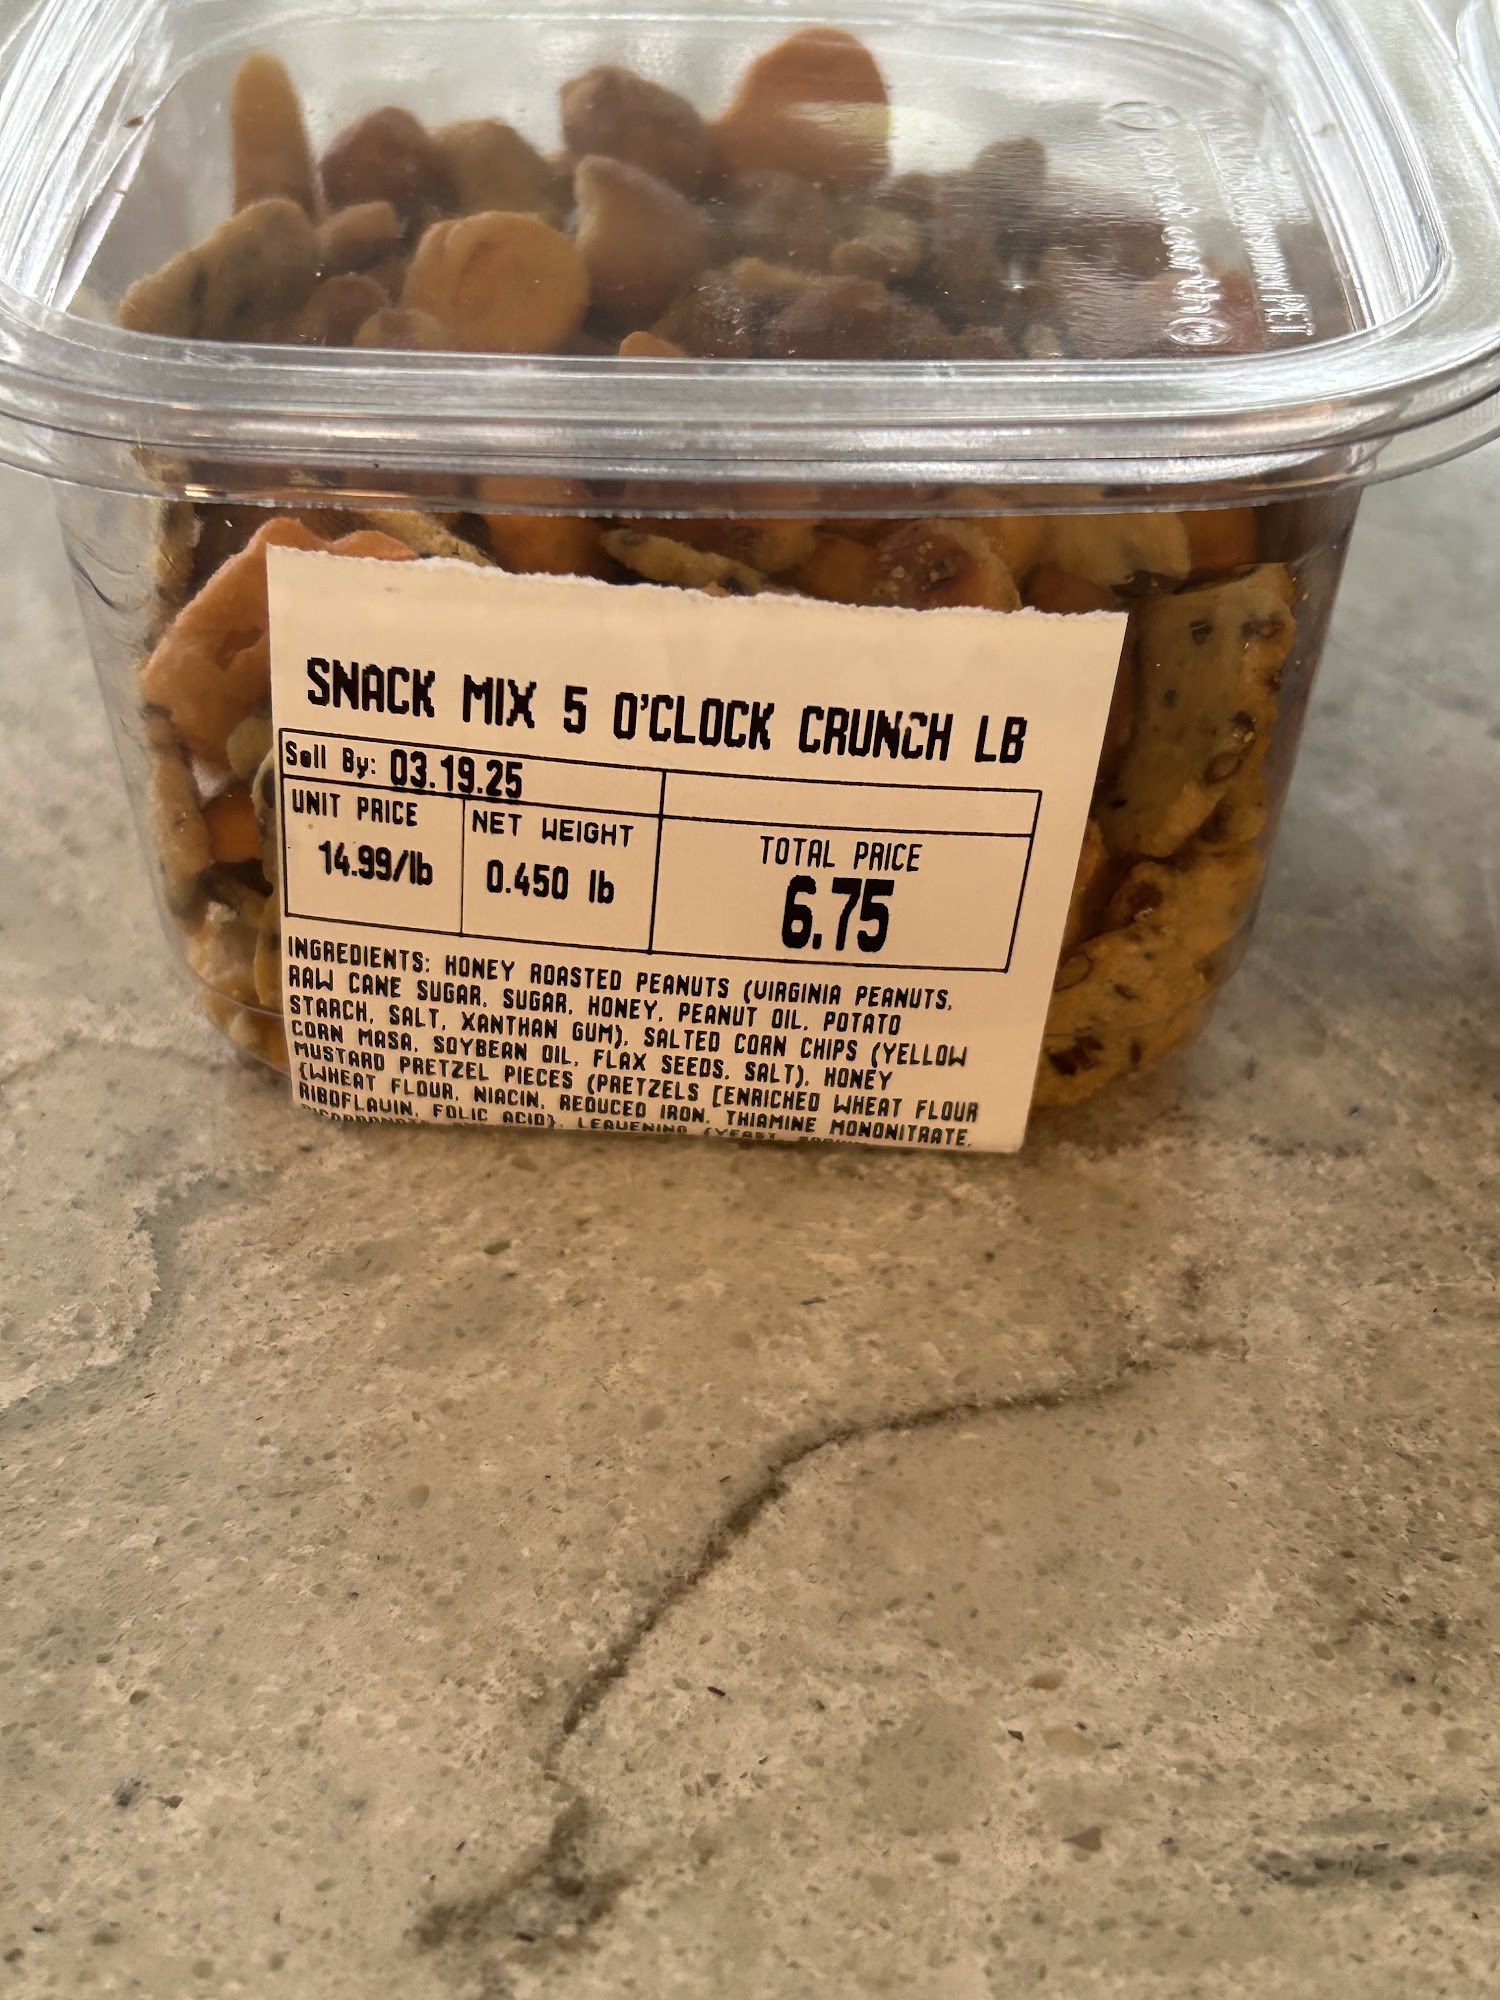 SNACK MIX 5 O'CLOCK CRUNCH LB
Sell By: 03.19.25
UNIT PRICE
14.99/lb
NET WEIGHT
0.450 lb
TOTAL PRICE
6.75
INGREDIENTS: HONEY ROASTED PEANUTS (VIRGINIA PEANUTS,
RAW CANE SUGAR, SUGAR, HONEY, PEANUT OIL, POTATO
STARCH, SALT, XANTHAN GUM), SALTED CORN CHIPS (YELLOW
CORN MASA, SOYBEAN OIL, FLAX SEEDS, SALT), HONEY
MUSTARD PRETZEL PIECES (PRETZELS [ENRICHED WHEAT FLOUR
{WHEAT FLOUR, NIACIN, REDUCED IRON, THIAMINE MONONITRATE,
RIBOFLAVIN, FOLIC ACID}, LEAVENING {YEAST,